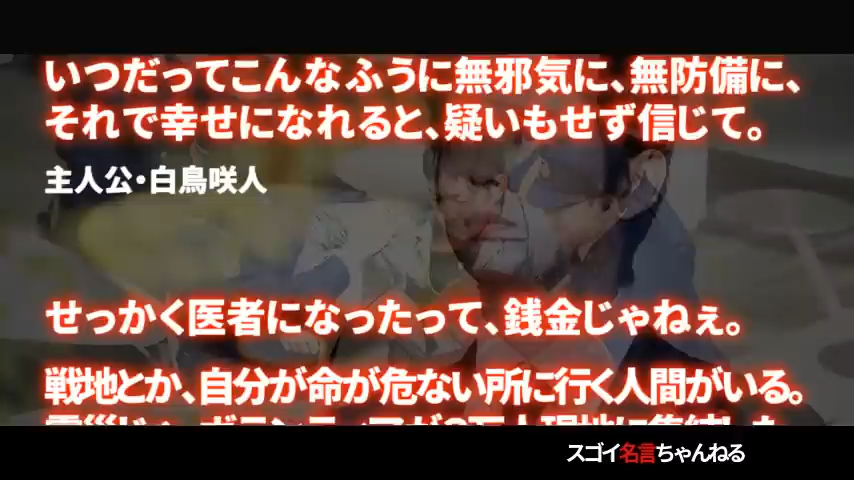 いつだってこんなふうに無邪気に、無防備に、
それで幸せになれると、疑いもせず信じて。
主人公・白鳥咲人
せっかく医者になったって、銭金じゃねぇ。
戦地とか、自分が命が危ない所に行く人間がいる。
スゴイ名言ちゃんねる